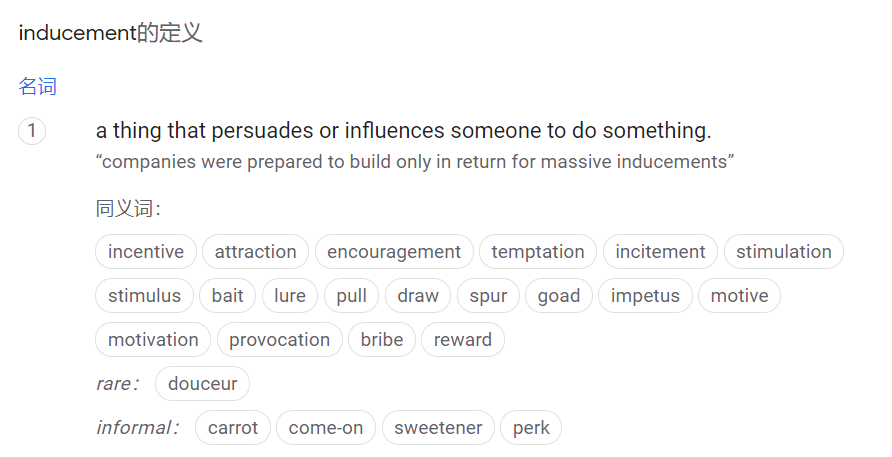 inducement的定义
名词
1 a thing that persuades or influences someone to do something.
“companies were prepared to build only in return for massive inducements”
同义词：
incentive attraction encouragement temptation incitement stimulation
stimulus bait lure pull draw spur goad impetus motive
motivation provocation bribe reward
rare： douceur
informal： carrot come-on sweetener perk